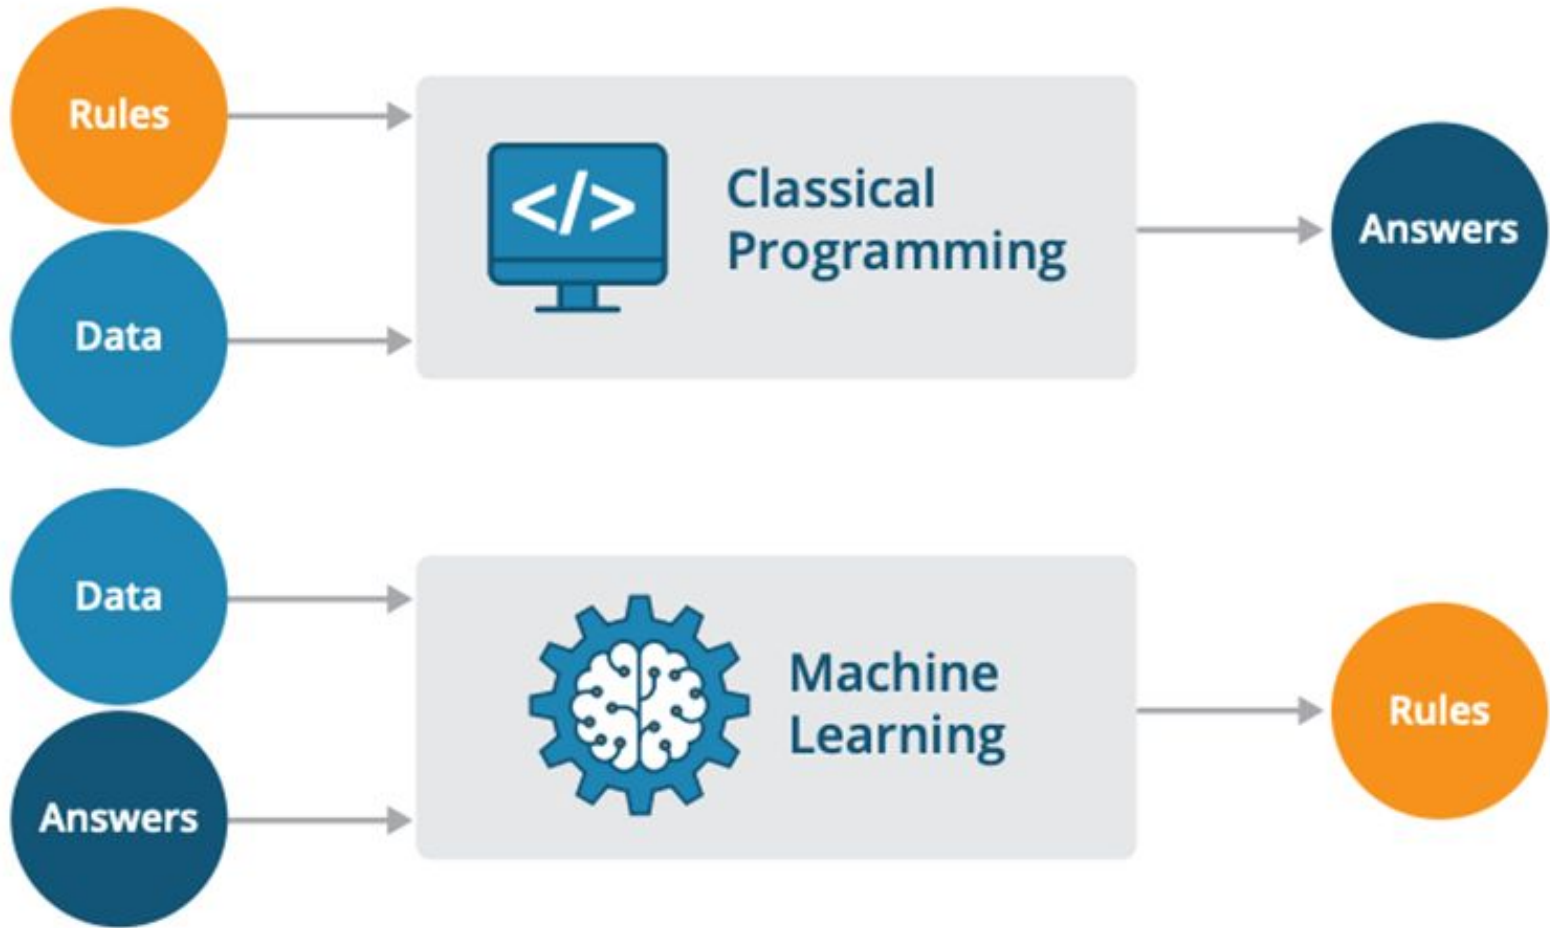 Rules
Data
</>
Classical
Programming
Answers
Data
Answers
Machine
Learning
Rules